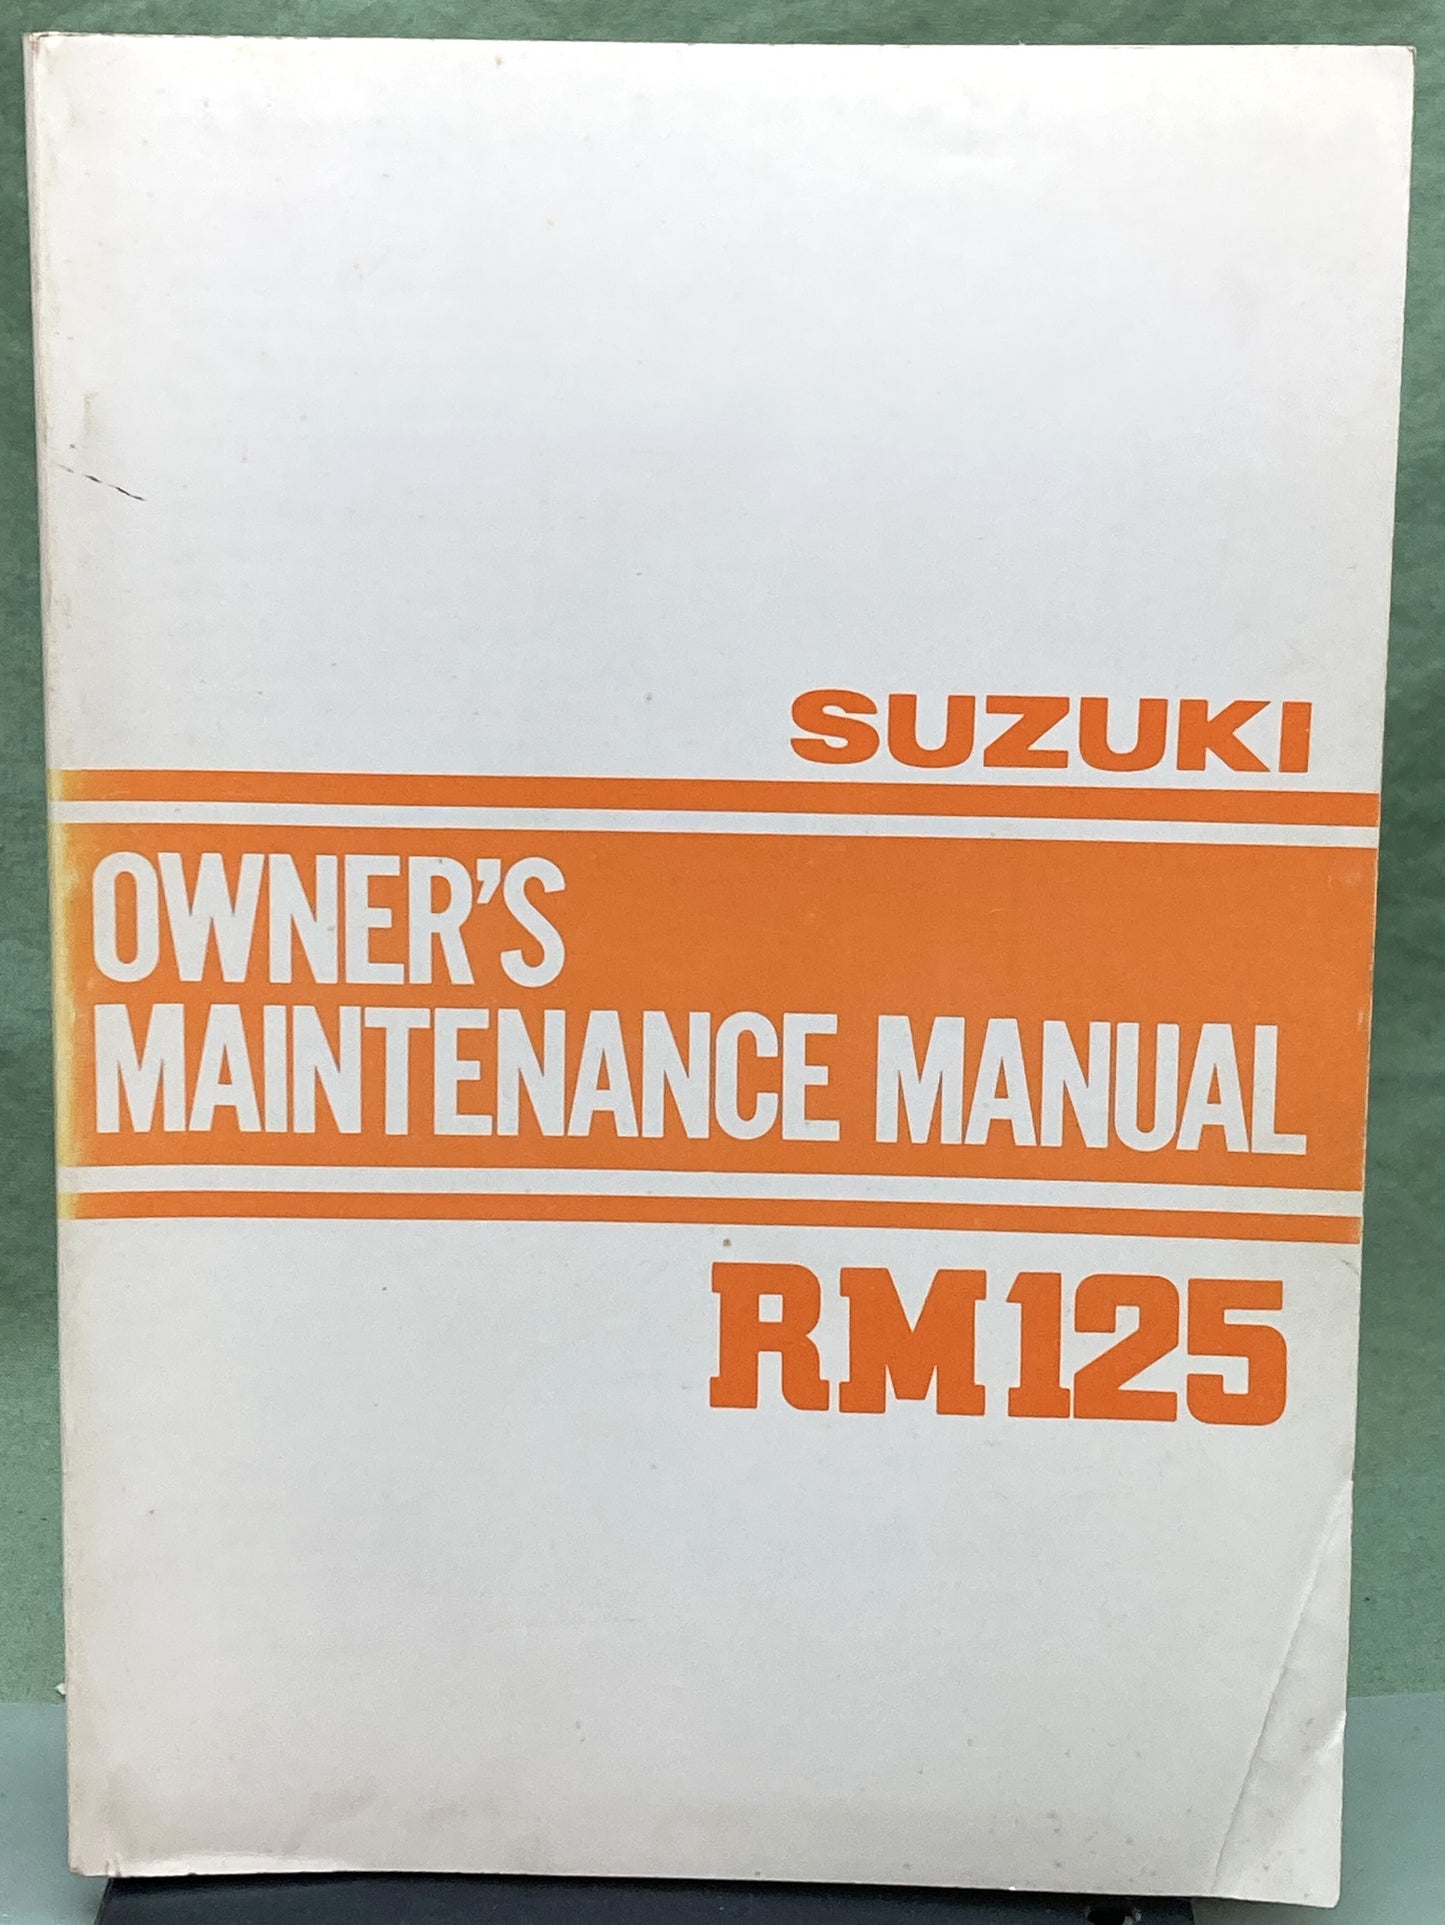 SUZUKI
OWNER'S
MAINTENANCE MANUAL
RM125